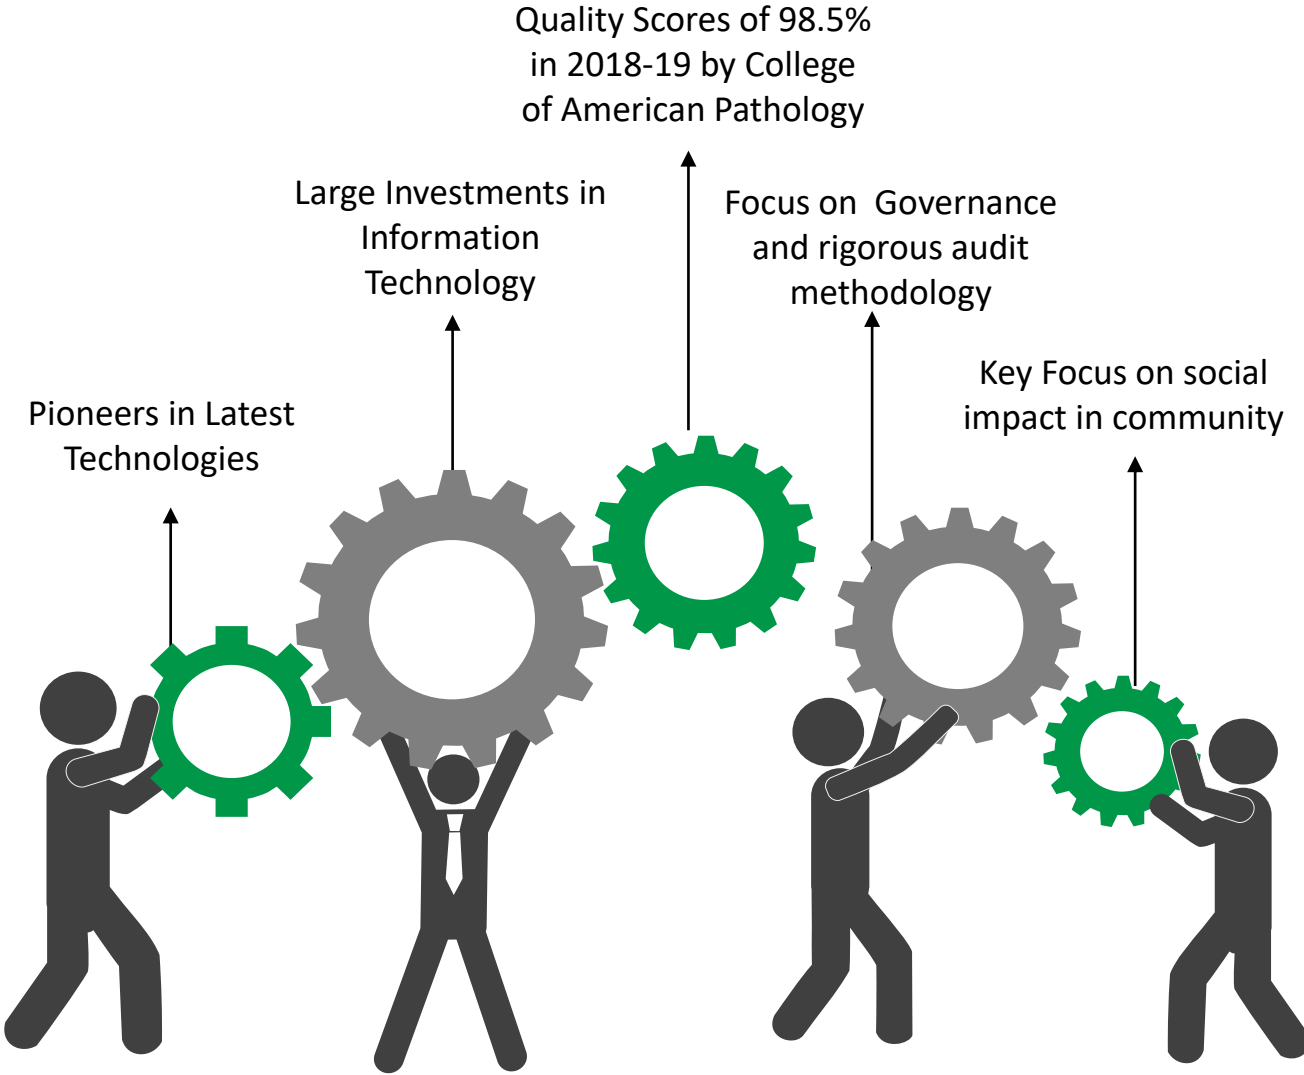 Quality Scores of 98.5%
in 2018-19 by College
of American Pathology
Large Investments in
Information
Technology
Focus on  Governance
and rigorous audit
methodology
Key Focus on social
impact in community
Pioneers in Latest
Technologies